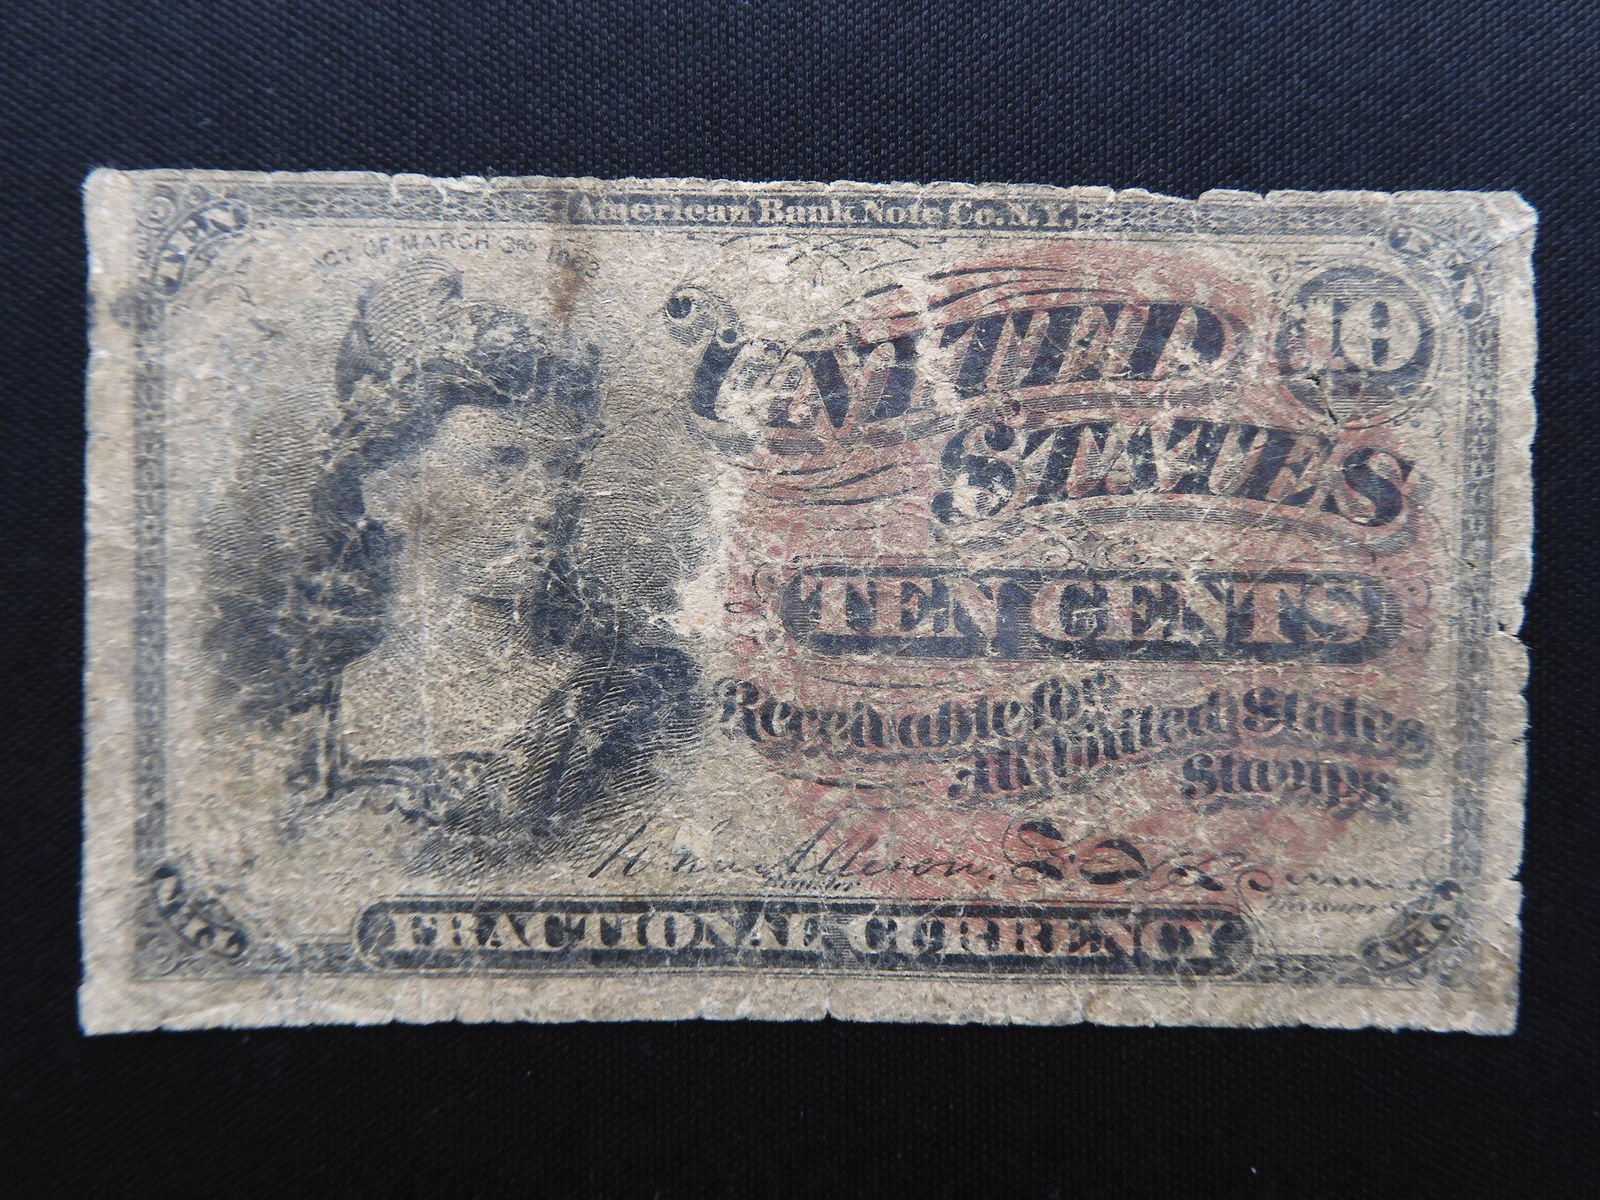 American Bank Note Co. N.Y.
TEN
ACT OF MARCH 3RD 1863
10
UNITED
STATES
TEN CENTS
Receivable for
all United States
Stamps.
FRACTIONAL CURRENCY